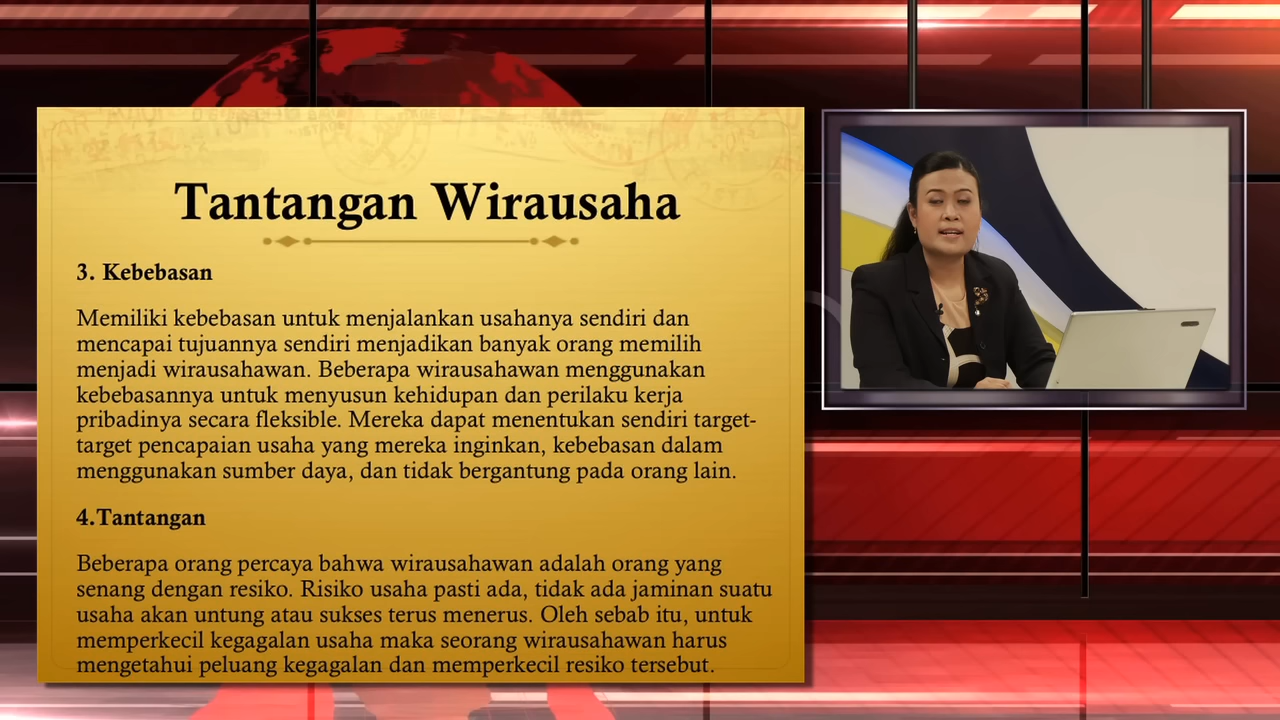 Tantangan Wirausaha
3. Kebebasan
Memiliki kebebasan untuk menjalankan usahanya sendiri dan
mencapai tujuannya sendiri menjadikan banyak orang memilih
menjadi wirausahawan. Beberapa wirausahawan menggunakan
kebebasannya untuk menyusun kehidupan dan perilaku kerja
pribadinya secara fleksible. Mereka dapat menentukan sendiri target-
target pencapaian usaha yang mereka inginkan, kebebasan dalam
menggunakan sumber daya, dan tidak bergantung pada orang lain.
4.Tantangan
Beberapa orang percaya bahwa wirausahawan adalah orang yang
senang dengan resiko. Risiko usaha pasti ada, tidak ada jaminan suatu
usaha akan untung atau sukses terus menerus. Oleh sebab itu, untuk
memperkecil kegagalan usaha maka seorang wirausahawan harus
mengetahui peluang kegagalan dan memperkecil resiko tersebut.